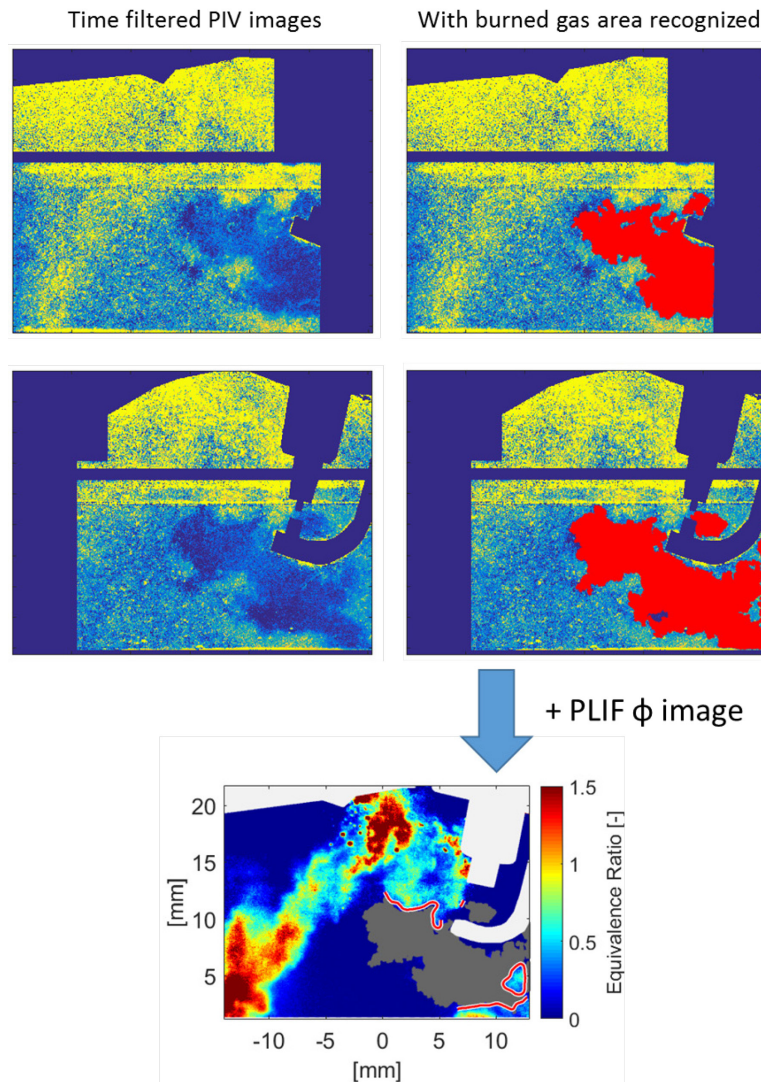 Time filtered PIV images
With burned gas area recognized
+ PLIF ϕ image
20
15
10
5
[mm]
-10
-5
0
5
10
[mm]
1.5
1
0.5
0
Equivalence Ratio [-]